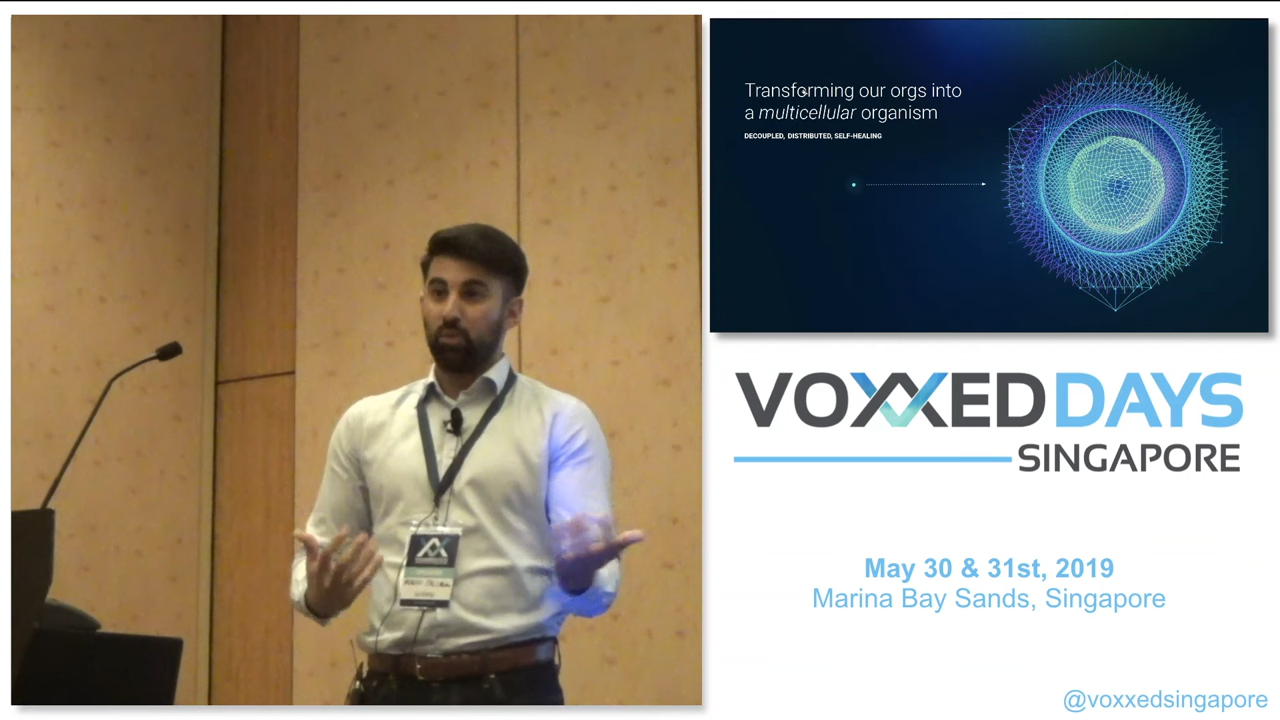 Transforming our orgs into
a multicellular organism
DECOUPLED, DISTRIBUTED, SELF-HEALING
VOXXED DAYS
SINGAPORE
May 30 & 31st, 2019
Marina Bay Sands, Singapore
@voxxedsingapore